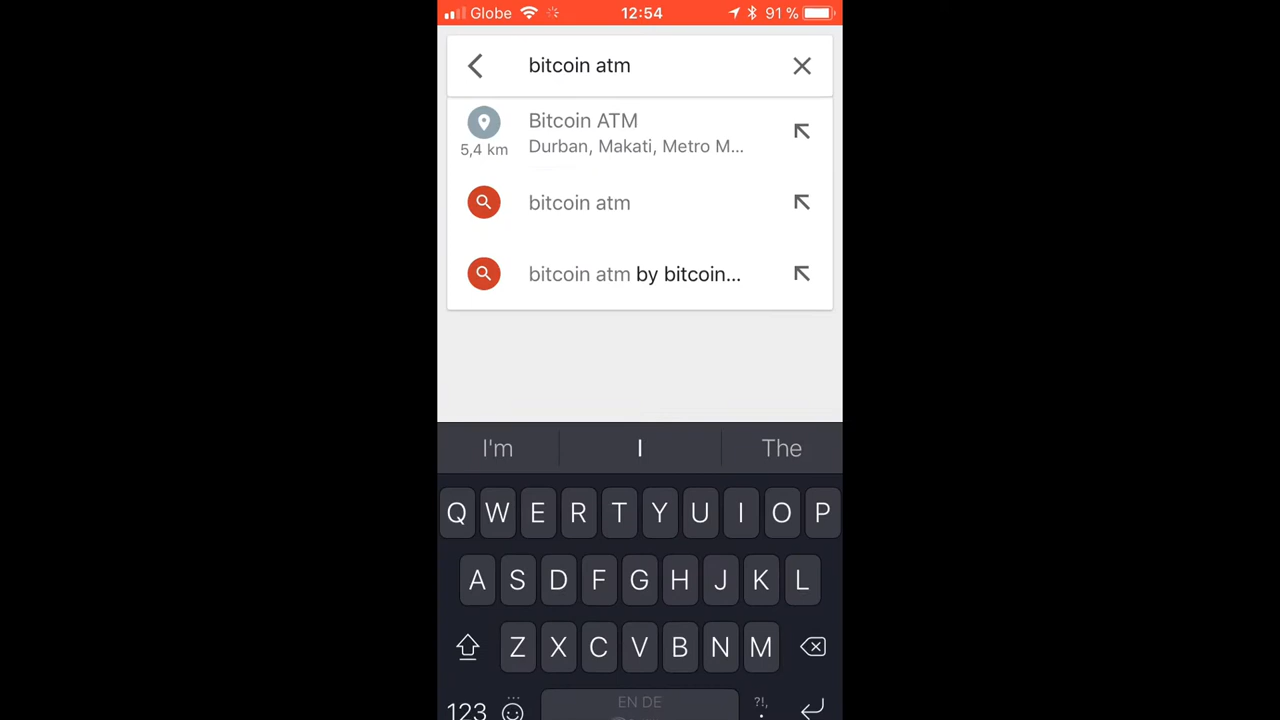 Globe 12:54 91 %
bitcoin atm
Bitcoin ATM
5,4 km Durban, Makati, Metro M...
bitcoin atm
bitcoin atm by bitcoin...
I'm I The
Q W E R T Y U I O P
A S D F G H J K L
Z X C V B N M
123 EN DE ?!,